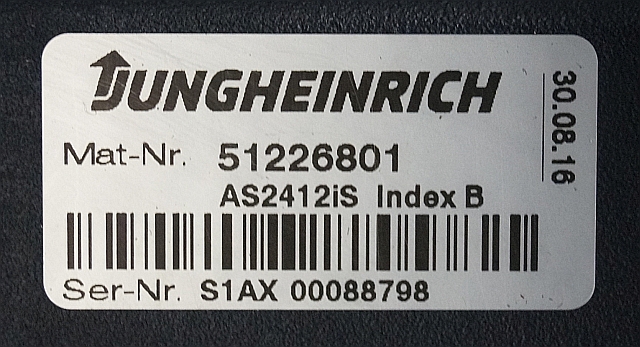 JUNGHEINRICH
30.08.16
Mat-Nr. 51226801
AS2412iS Index B
Ser-Nr. S1AX 00088798